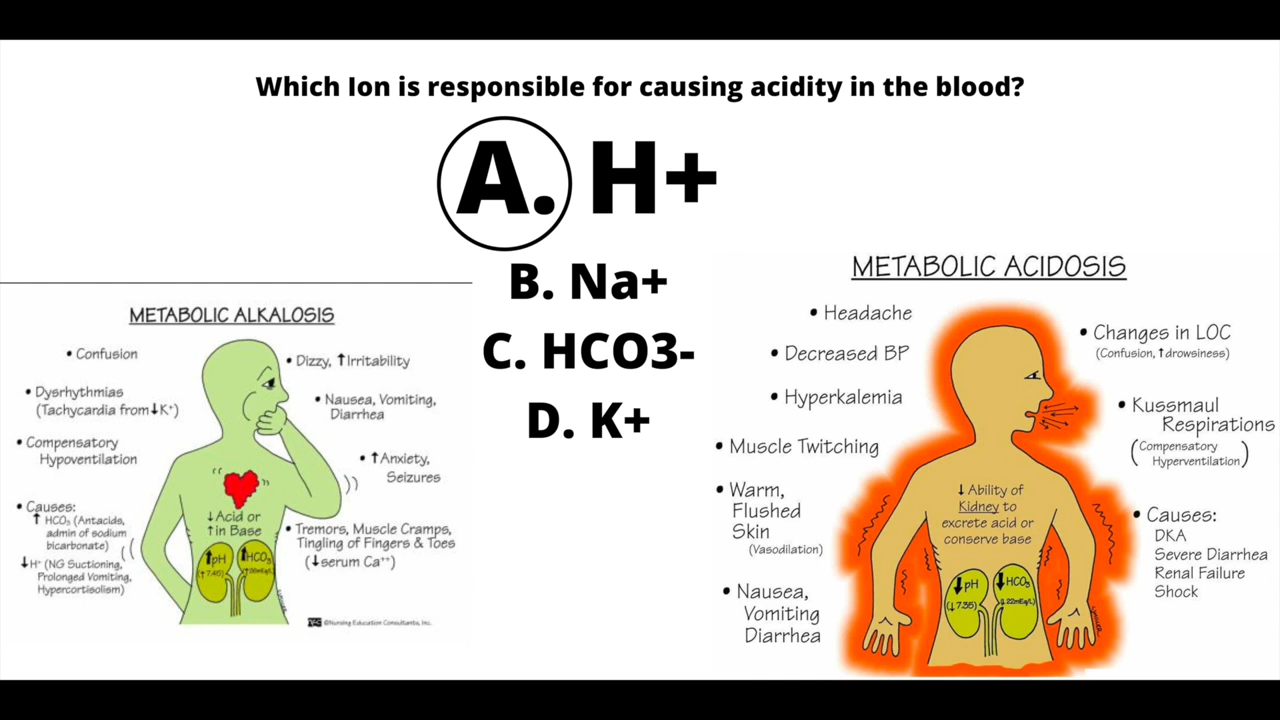 Which Ion is responsible for causing acidity in the blood?
A. H+
B. Na+
C. HCO3-
D. K+
METABOLIC ALKALOSIS
• Confusion
• Dysrhythmias
(Tachycardia from ↓K⁺)
• Compensatory
Hypoventilation
• Causes:
↑ HCO₃ (Antacids,
admin of sodium
bicarbonate)
↓H⁺ (NG Suctioning,
Prolonged Vomiting,
Hypercortisolism)
• Dizzy, ↑Irritability
• Nausea, Vomiting,
Diarrhea
• ↑Anxiety,
Seizures
• Tremors, Muscle Cramps,
Tingling of Fingers & Toes
(↓serum Ca⁺⁺)
↓Acid or
↑in Base
↑pH
(↑7.45)
↑HCO₃
©Nursing Education Consultants, Inc.
METABOLIC ACIDOSIS
• Headache
• Decreased BP
• Hyperkalemia
• Muscle Twitching
• Warm,
Flushed
Skin
(Vasodilation)
• Nausea,
Vomiting
Diarrhea
• Changes in LOC
(Confusion, ↑drowsiness)
• Kussmaul
Respirations
(Compensatory
Hyperventilation)
• Causes:
DKA
Severe Diarrhea
Renal Failure
Shock
↓ Ability of
Kidney to
excrete acid or
conserve base
↓pH
(↓7.35)
↓HCO₃
(↓22mEq/L)